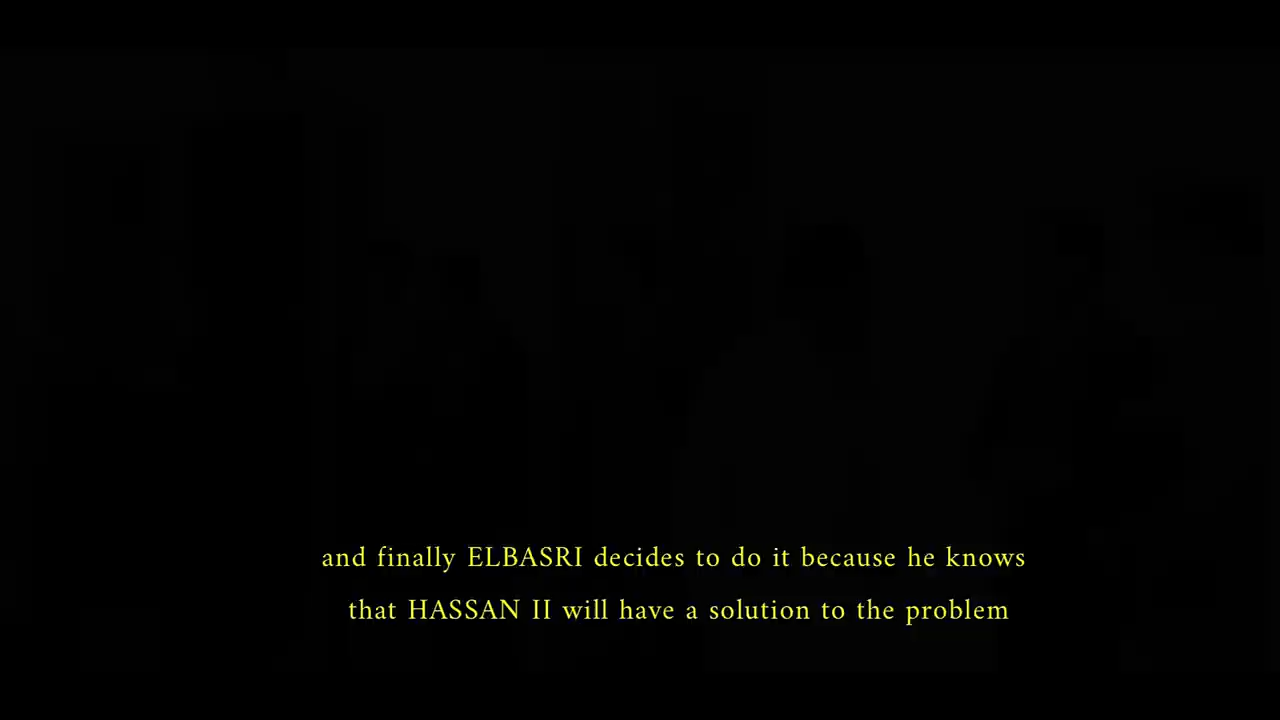 and finally ELBASRI decides to do it because he knows
that HASSAN II will have a solution to the problem